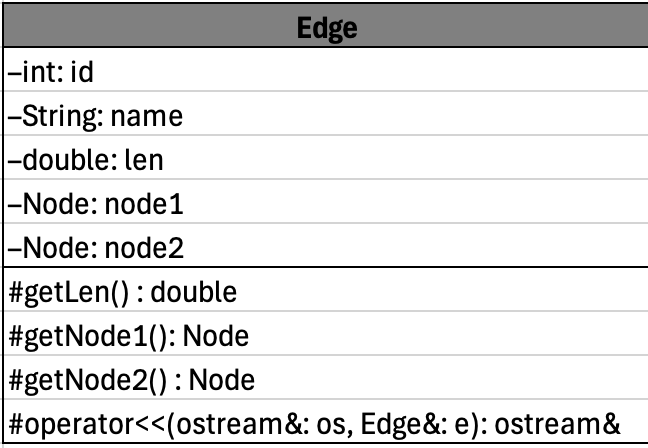 Edge
–int: id
–String: name
–double: len
–Node: node1
–Node: node2
#getLen() : double
#getNode1(): Node
#getNode2() : Node
#operator<<(ostream&: os, Edge&: e): ostream&